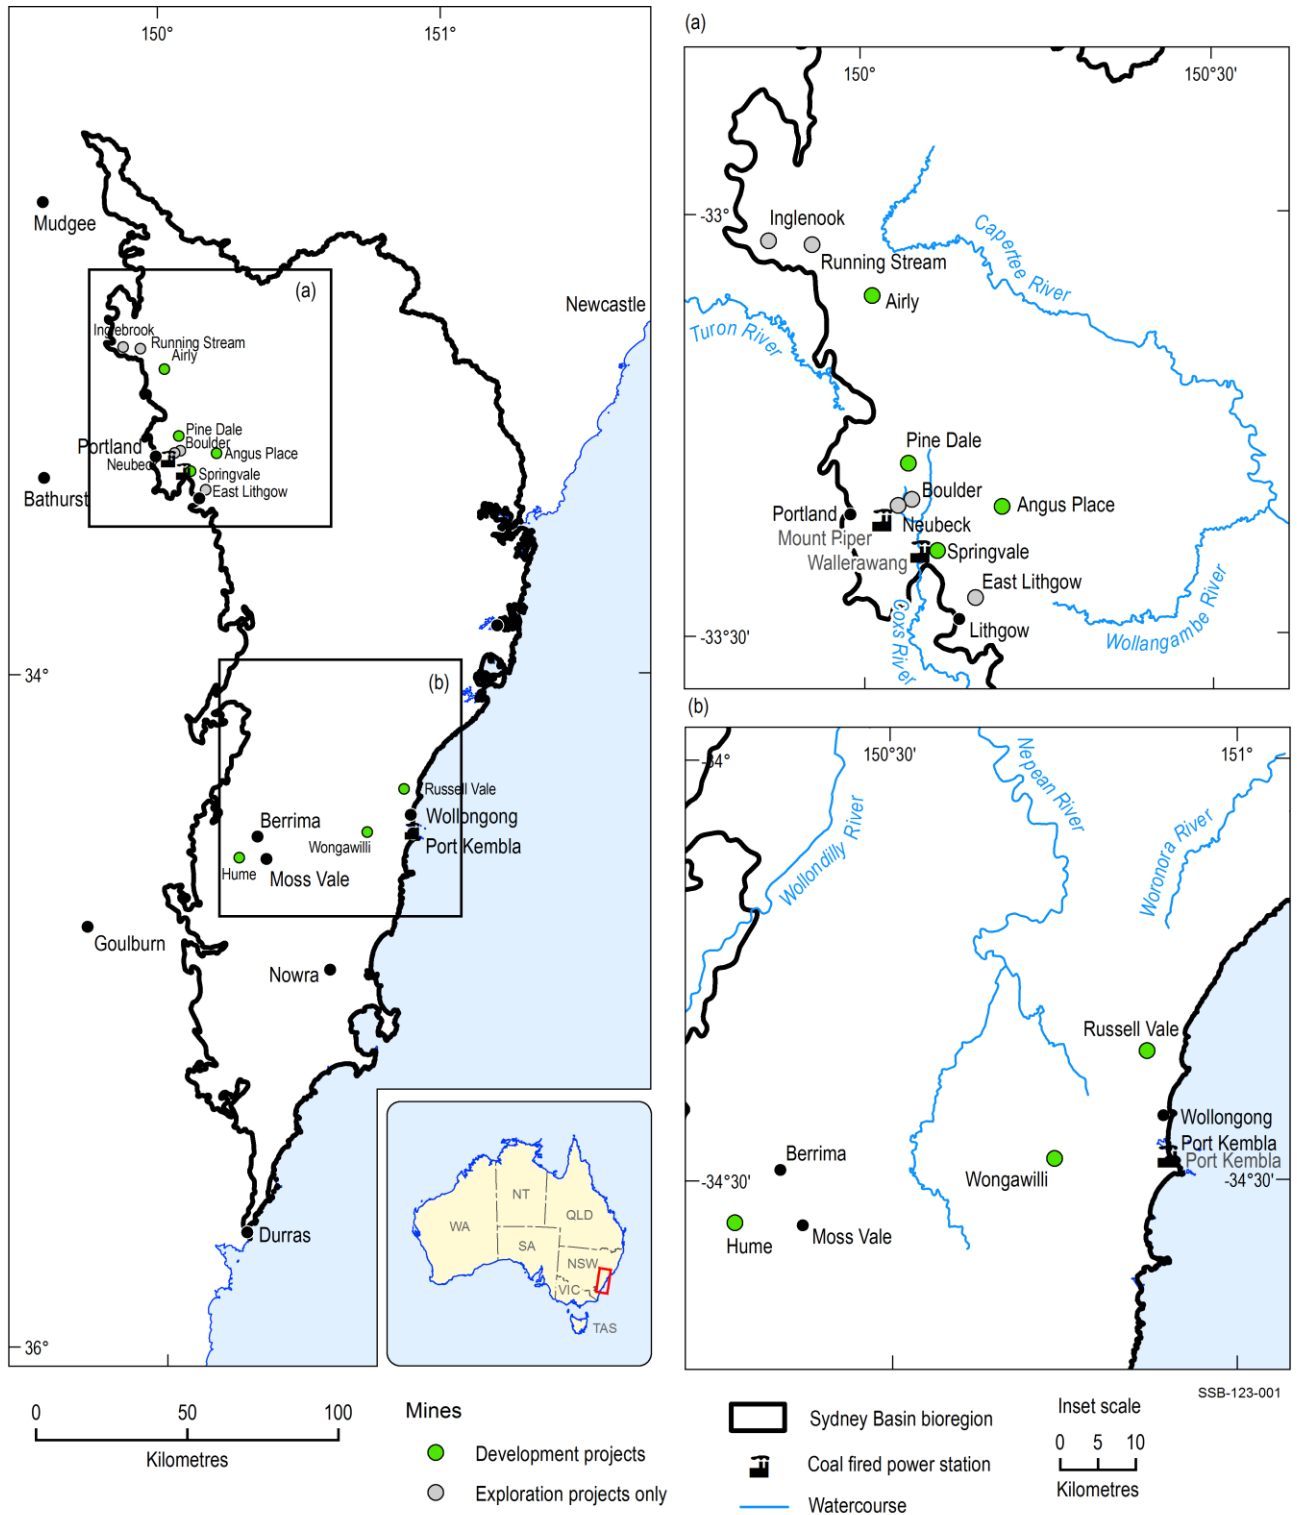 150°
151°
Mudgee
(a)
Newcastle
Inglebrook
Running Stream
Airly
Pine Dale
Portland
Boulder
Neubeck
Angus Place
Springvale
East Lithgow
Bathurst
34°
(b)
Russell Vale
Berrima
Wollongong
Wongawilli
Port Kembla
Hume
Moss Vale
Goulburn
Nowra
Durras
36°
NT
WA
QLD
SA
NSW
VIC
TAS
(a)
150°
150°30'
-33°
Inglenook
Running Stream
Airly
Capertee River
Turon River
Pine Dale
Boulder
Portland
Neubeck
Angus Place
Mount Piper
Wallerawang
Springvale
East Lithgow
Coxs River
Lithgow
Wollangambe River
-33°30'
(b)
-34°
150°30'
151°
Nepean River
Wollondilly River
Woronora River
Russell Vale
Wollongong
Port Kembla
Port Kembla
Berrima
Wongawilli
-34°30'
-34°30'
Hume
Moss Vale
SSB-123-001
0 50 100
Kilometres
Mines
Development projects
Exploration projects only
Sydney Basin bioregion
Coal fired power station
Watercourse
Inset scale
0 5 10
Kilometres